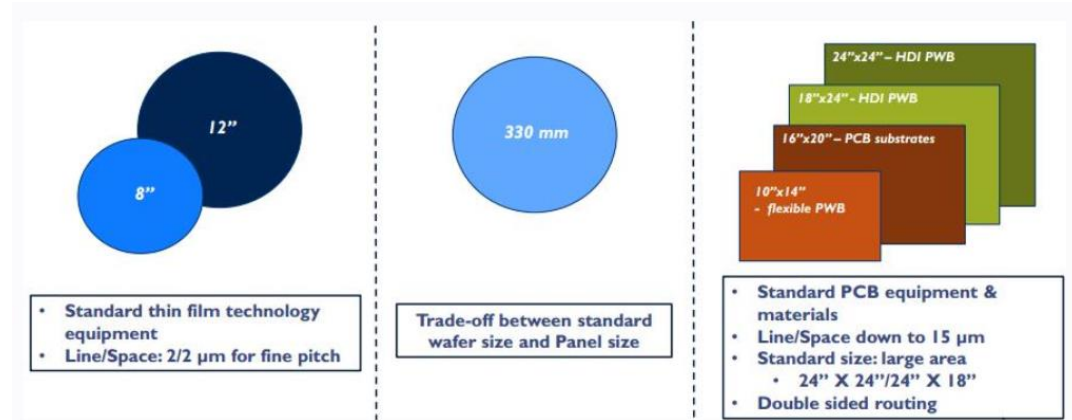 12”
8”
• Standard thin film technology
equipment
• Line/Space: 2/2 µm for fine pitch
330 mm
Trade-off between standard
wafer size and Panel size
24”x24” – HDI PWB
18”x24” - HDI PWB
16”x20” – PCB substrates
10”x14”
- flexible PWB
• Standard PCB equipment &
materials
• Line/Space down to 15 µm
• Standard size: large area
• 24” X 24”/24” X 18”
• Double sided routing